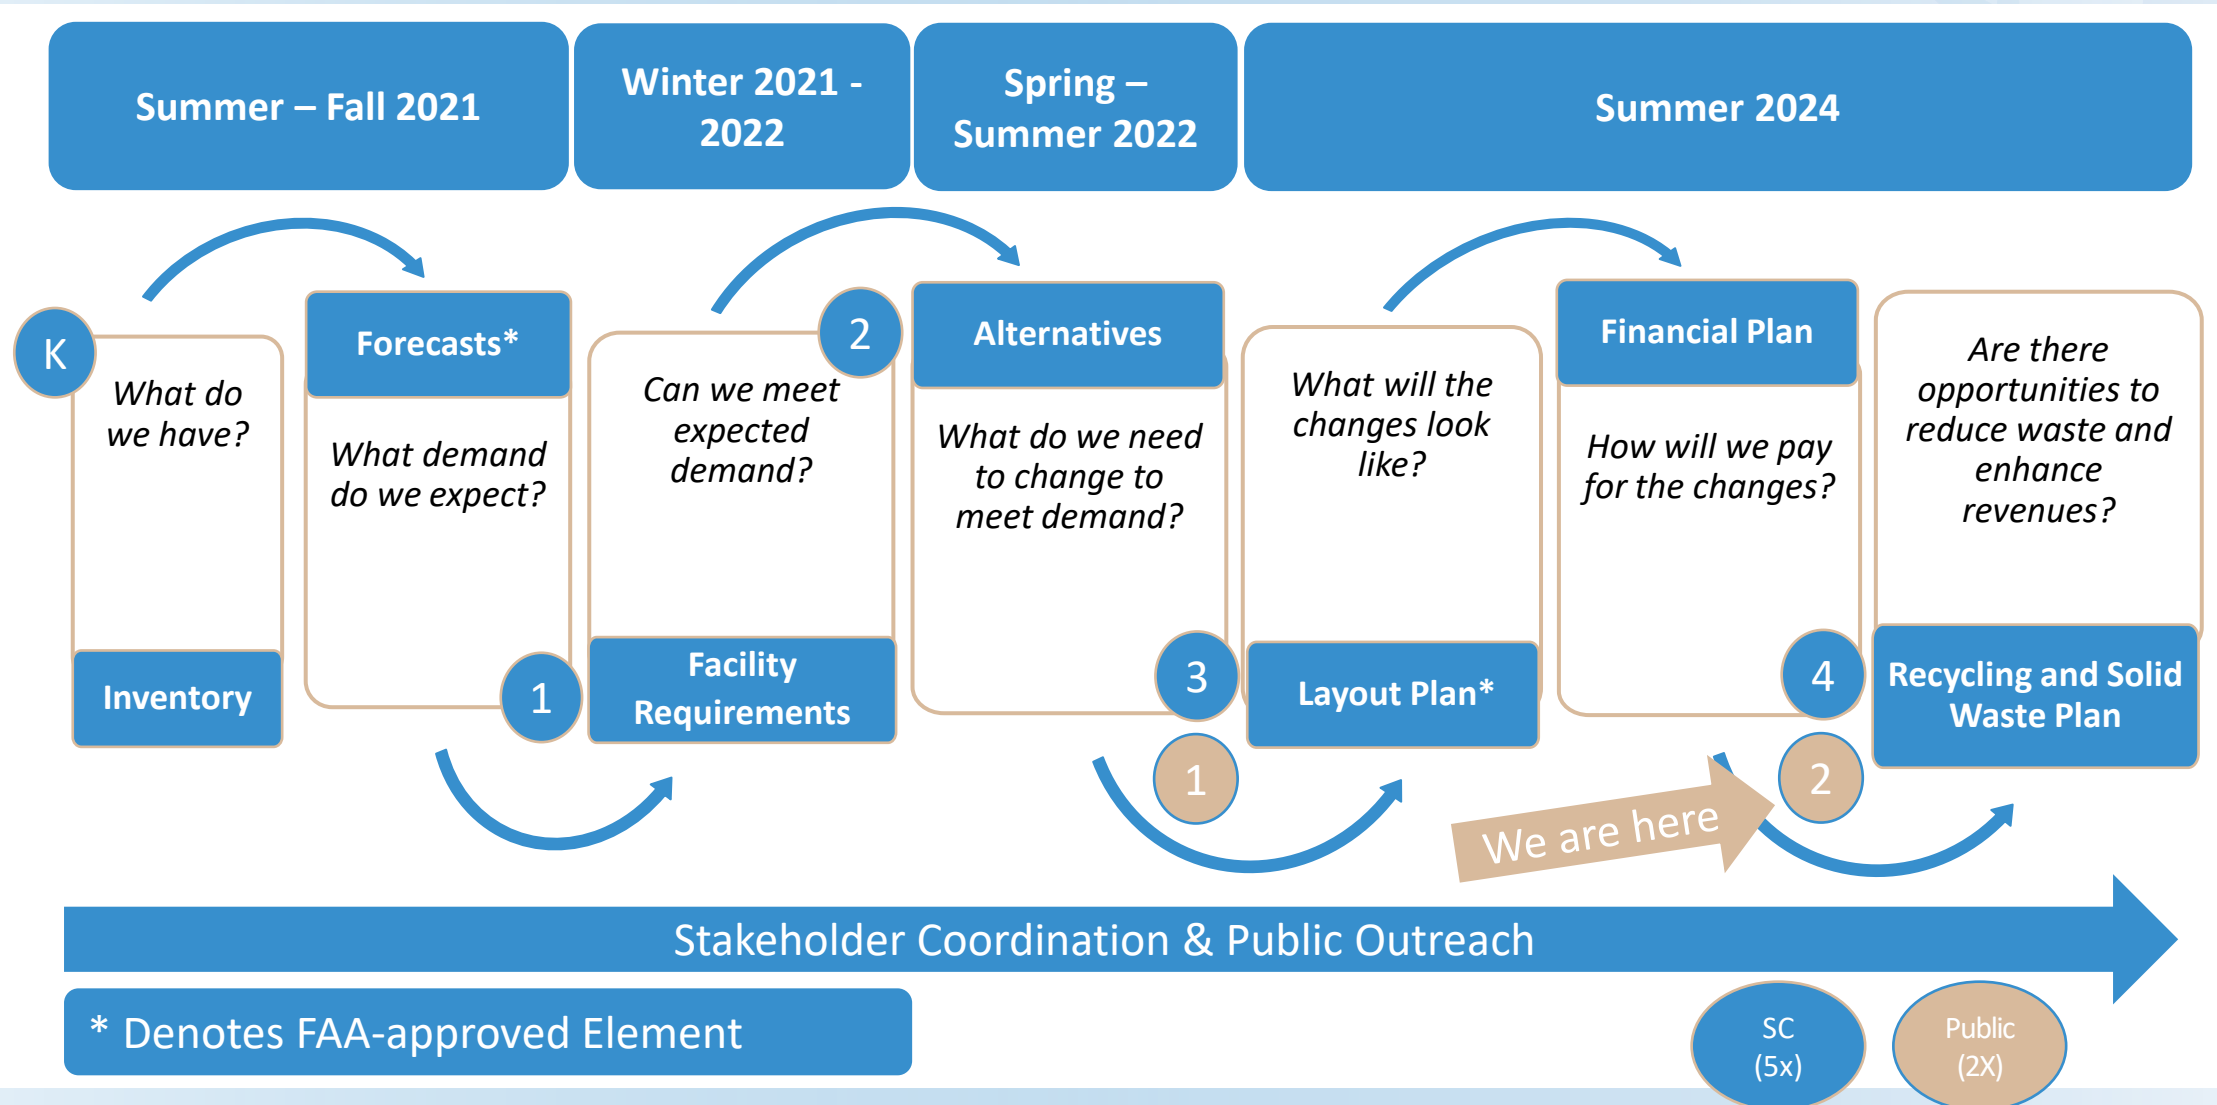 Summer – Fall 2021
Winter 2021 -
2022
Spring –
Summer 2022
Summer 2024
K
What do
we have?
Inventory
Forecasts*
What demand
do we expect?
1
Can we meet
expected
demand?
Facility
Requirements
2
Alternatives
What do we need
to change to
meet demand?
3
1
What will the
changes look
like?
Layout Plan*
Financial Plan
How will we pay
for the changes?
4
2
Are there
opportunities to
reduce waste and
enhance
revenues?
Recycling and Solid
Waste Plan
We are here
Stakeholder Coordination & Public Outreach
* Denotes FAA-approved Element
SC
(5x)
Public
(2X)